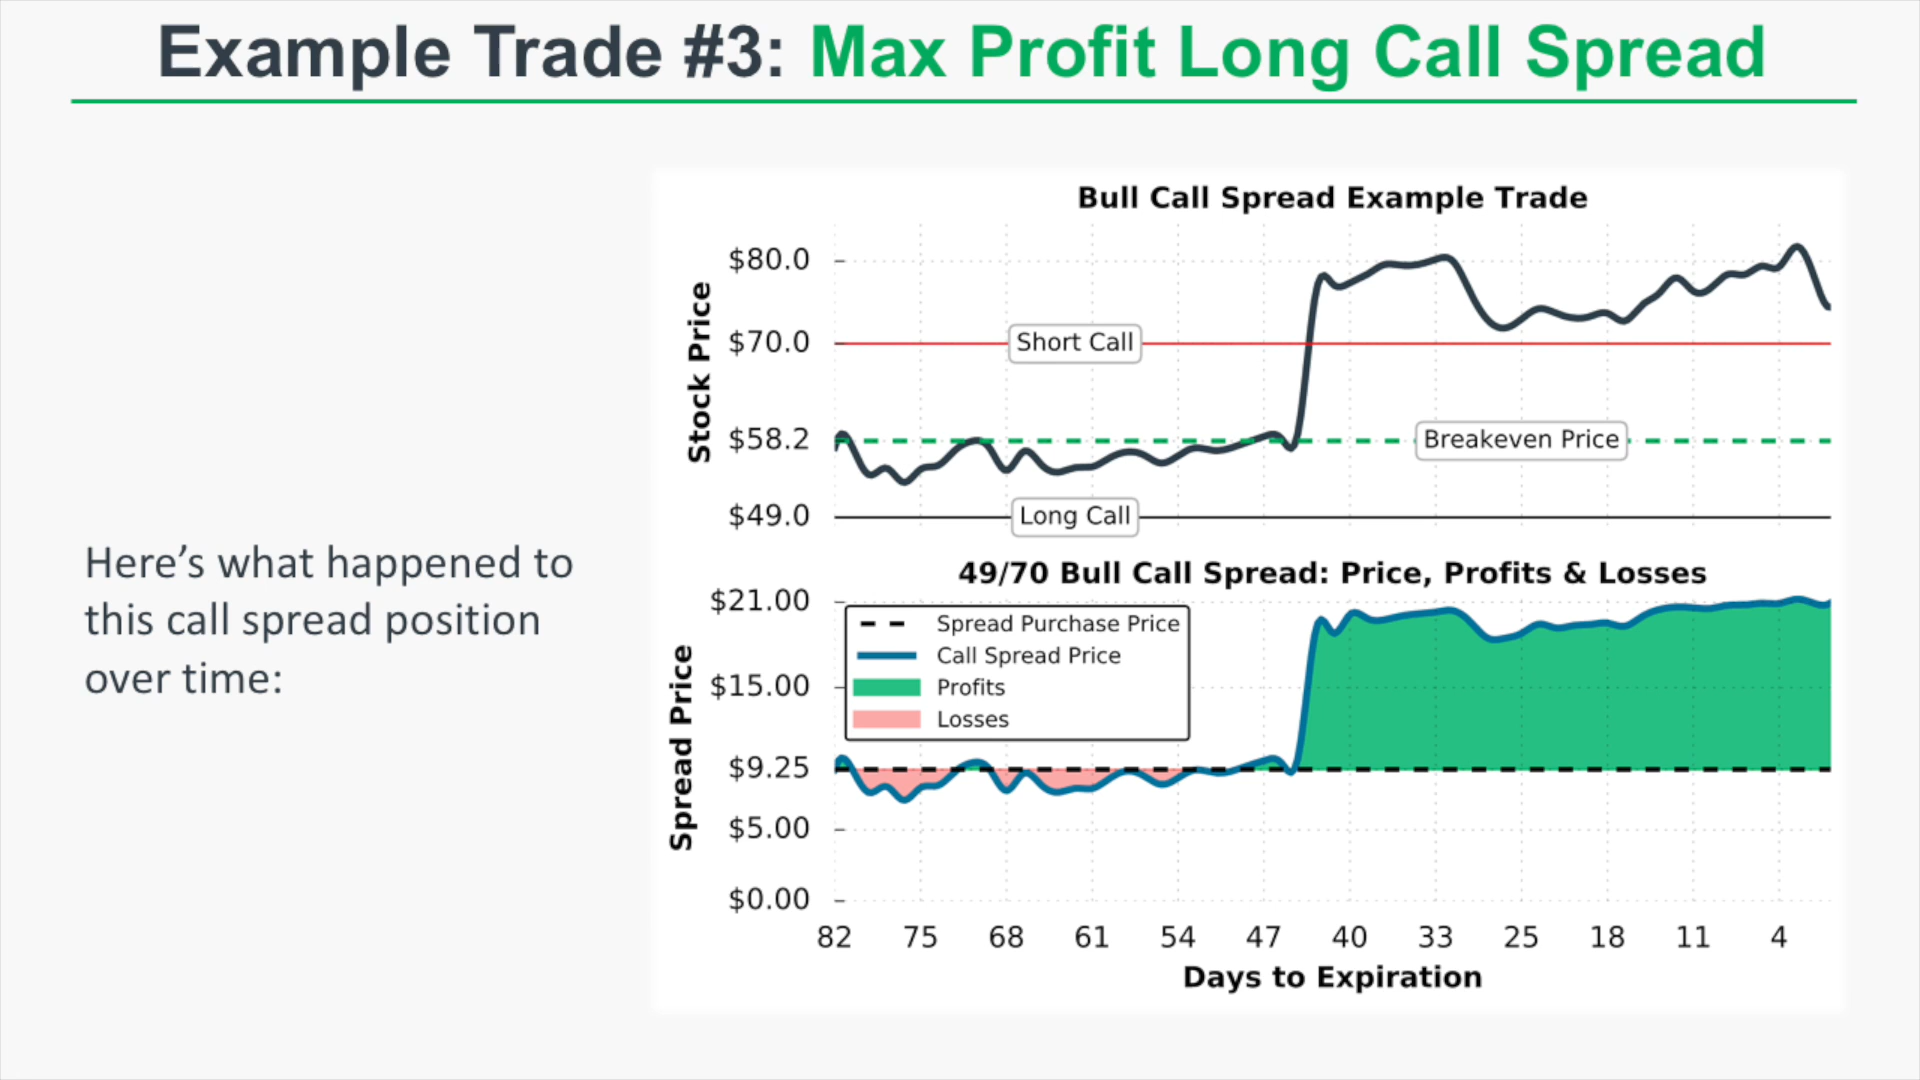 Example Trade #3: Max Profit Long Call Spread
Here’s what happened to
this call spread position
over time:
Bull Call Spread Example Trade
Stock Price
$80.0
$70.0
$58.2
$49.0
Short Call
Breakeven Price
Long Call
49/70 Bull Call Spread: Price, Profits & Losses
Spread Price
$21.00
$15.00
$9.25
$5.00
$0.00
Spread Purchase Price
Call Spread Price
Profits
Losses
82 75 68 61 54 47 40 33 25 18 11 4
Days to Expiration